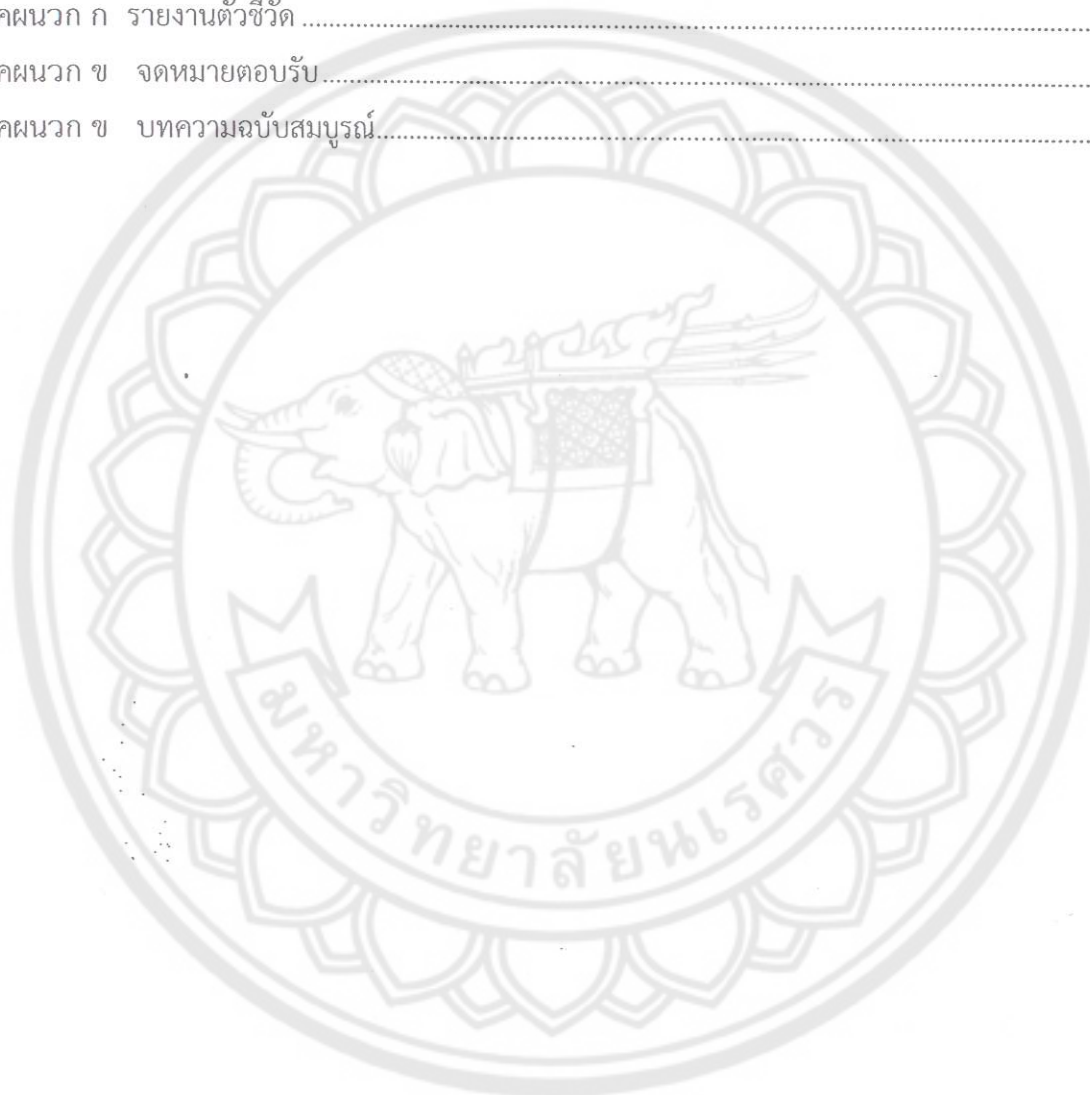 คผนวก ก รายงานตัวชี้วัด ........................................................................
คผนวก ข จดหมายตอบรับ........................................................................
คผนวก ข บทความฉบับสมบูรณ์........................................................................
มหาวิทยาลัยนเรศวร